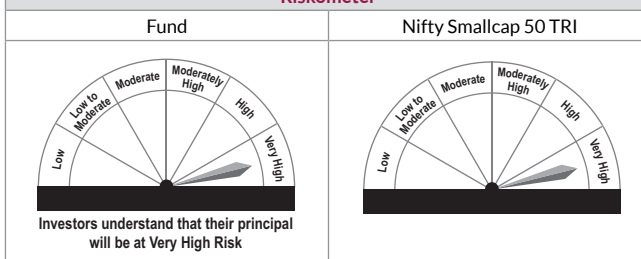 Riskometer
Fund
Nifty Smallcap 50 TRI
Low
Low to
Moderate
Moderate
Moderately
High
High
Very High
Investors understand that their principal
will be at Very High Risk
Low
Low to
Moderate
Moderate
Moderately
High
High
Very High